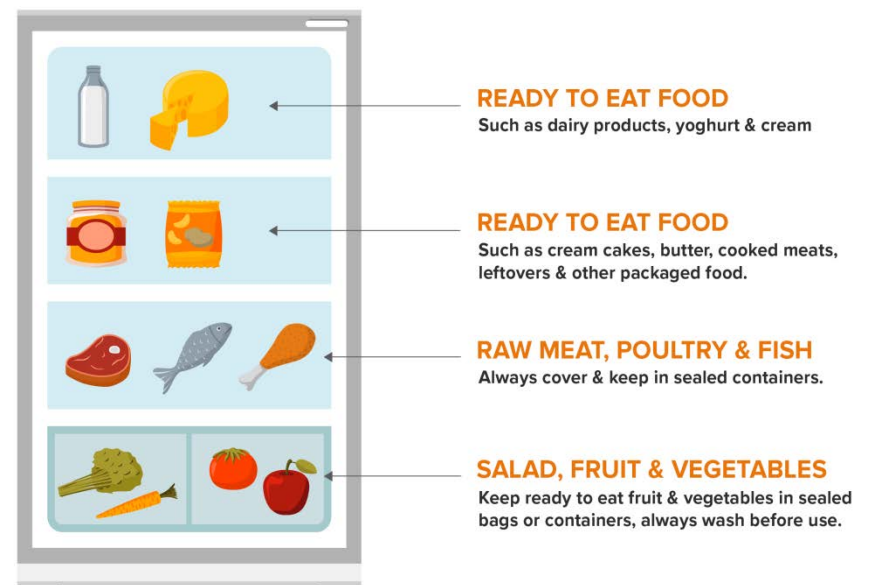 READY TO EAT FOOD
Such as dairy products, yoghurt & cream
READY TO EAT FOOD
Such as cream cakes, butter, cooked meats,
leftovers & other packaged food.
RAW MEAT, POULTRY & FISH
Always cover & keep in sealed containers.
SALAD, FRUIT & VEGETABLES
Keep ready to eat fruit & vegetables in sealed
bags or containers, always wash before use.